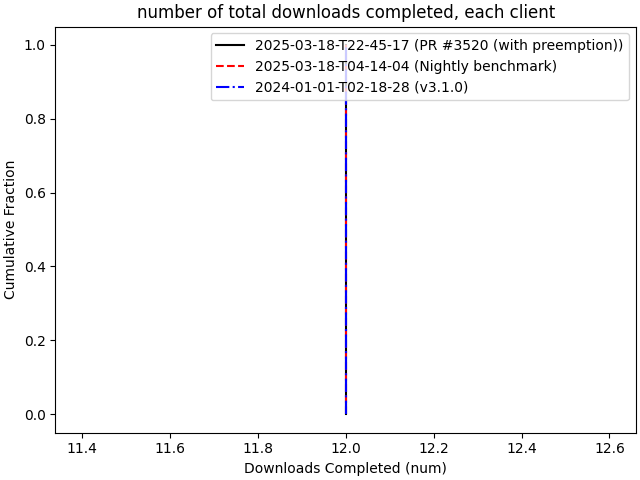 number of total downloads completed, each client
1.0
0.8
0.6
0.4
0.2
0.0
Cumulative Fraction
2025-03-18-T22-45-17 (PR #3520 (with preemption))
2025-03-18-T04-14-04 (Nightly benchmark)
2024-01-01-T02-18-28 (v3.1.0)
11.4 11.6 11.8 12.0 12.2 12.4 12.6
Downloads Completed (num)